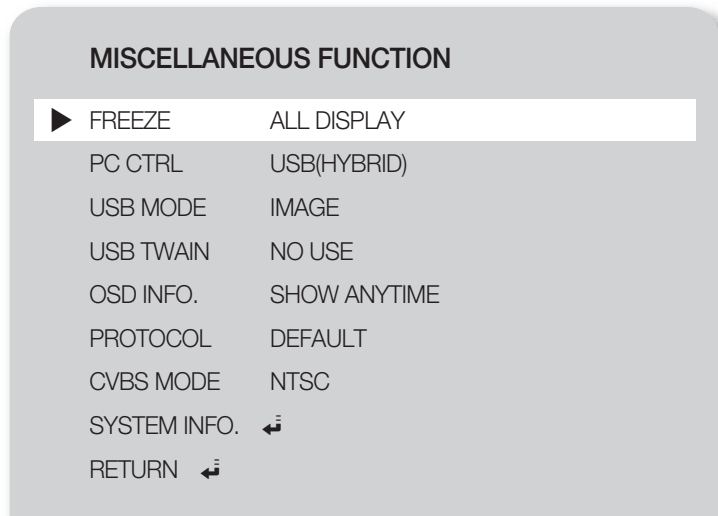 MISCELLANEOUS FUNCTION
FREEZE ALL DISPLAY
PC CTRL USB(HYBRID)
USB MODE IMAGE
USB TWAIN NO USE
OSD INFO. SHOW ANYTIME
PROTOCOL DEFAULT
CVBS MODE NTSC
SYSTEM INFO.
RETURN